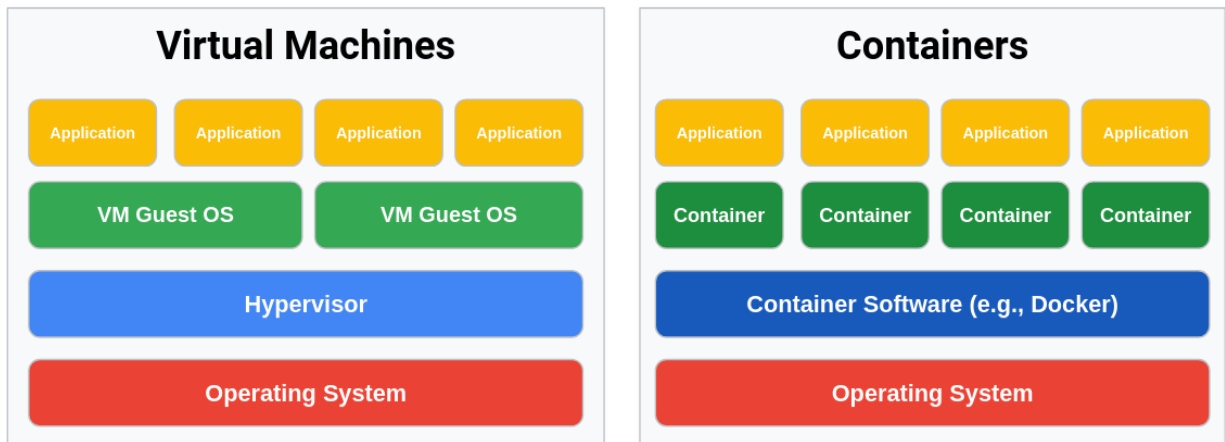 Virtual Machines
Application
Application
Application
Application
VM Guest OS
VM Guest OS
Hypervisor
Operating System
Containers
Application
Application
Application
Application
Container
Container
Container
Container
Container Software (e.g., Docker)
Operating System